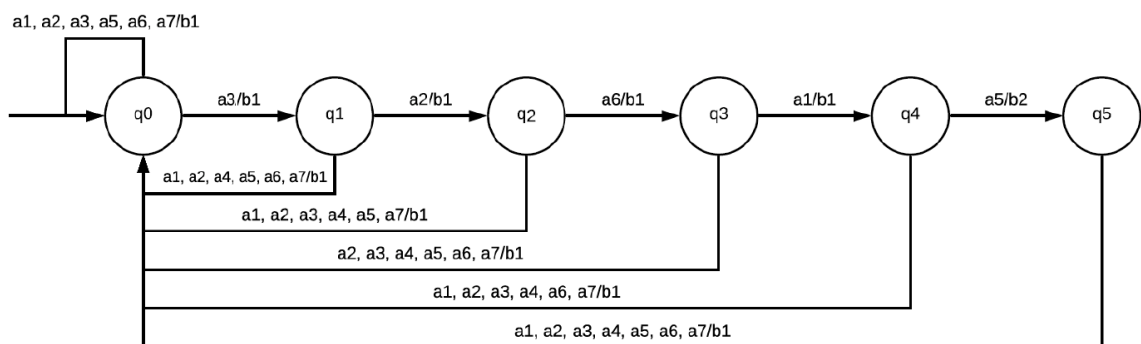 a1, a2, a3, a5, a6, a7/b1
q0 a3/b1 q1 a2/b1 q2 a6/b1 q3 a1/b1 q4 a5/b2 q5
a1, a2, a4, a5, a6, a7/b1
a1, a2, a3, a4, a5, a7/b1
a2, a3, a4, a5, a6, a7/b1
a1, a2, a3, a4, a6, a7/b1
a1, a2, a3, a4, a5, a6, a7/b1